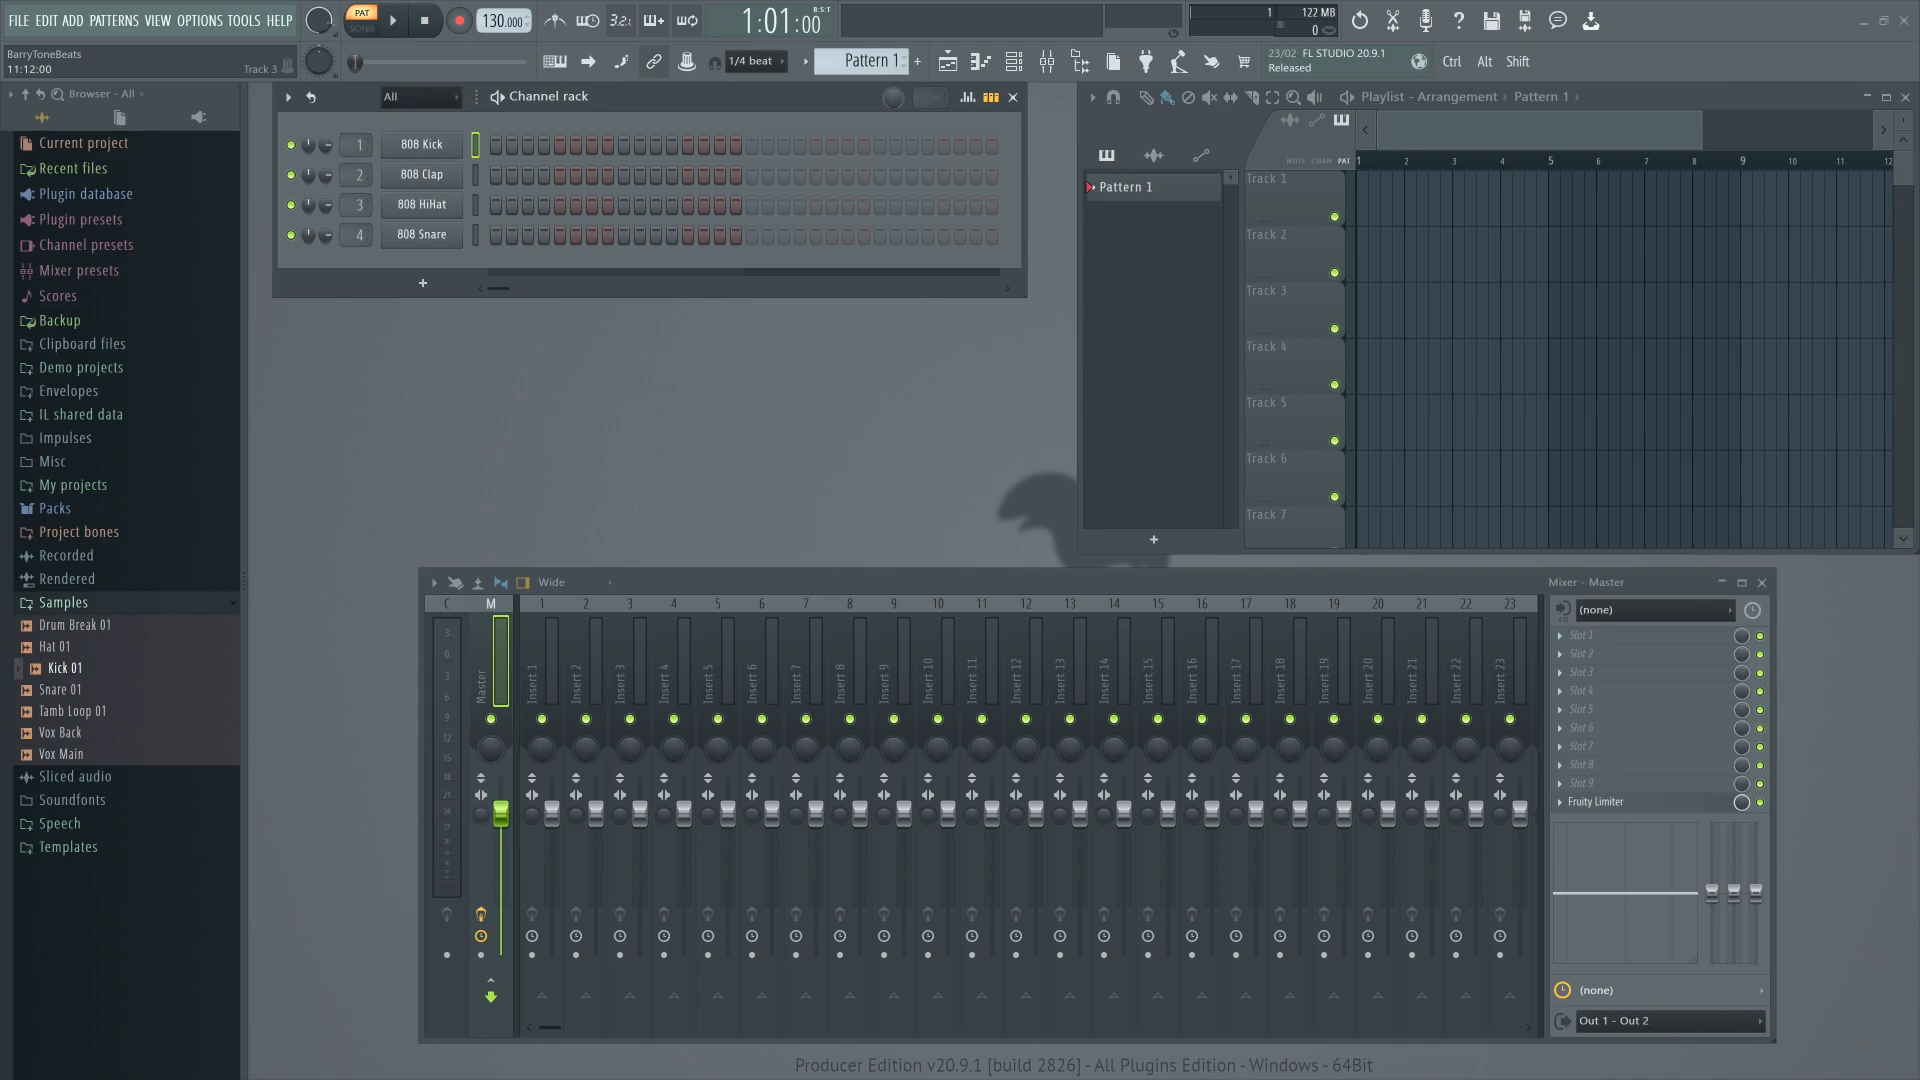 FILE EDIT ADD PATTERNS VIEW OPTIONS TOOLS HELP
PAT
SONG
130.000
3.2.
1:01:00
B:S:T
1
122 MB
0
BarryToneBeats
11:12:00
Track 3
1/4 beat
Pattern 1
23/02 FL STUDIO 20.9.1
Released
Ctrl Alt Shift
Browser - All
Current project
Recent files
Plugin database
Plugin presets
Channel presets
Mixer presets
Scores
Backup
Clipboard files
Demo projects
Envelopes
IL shared data
Impulses
Misc
My projects
Packs
Project bones
Recorded
Rendered
Samples
Drum Break 01
Hat 01
Kick 01
Snare 01
Tamb Loop 01
Vox Back
Vox Main
Sliced audio
Soundfonts
Speech
Templates
All
Channel rack
1 808 Kick
2 808 Clap
3 808 HiHat
4 808 Snare
Playlist - Arrangement Pattern 1
NOTE CHAN PAT
1 2 3 4 5 6 7 8 9 10 11 12
Pattern 1
Track 1
Track 2
Track 3
Track 4
Track 5
Track 6
Track 7
Wide
C M 1 2 3 4 5 6 7 8 9 10 11 12 13 14 15 16 17 18 19 20 21 22 23
3
0
3
6
9
12
15
18
21
24
27
Master
Insert 1
Insert 2
Insert 3
Insert 4
Insert 5
Insert 6
Insert 7
Insert 8
Insert 9
Insert 10
Insert 11
Insert 12
Insert 13
Insert 14
Insert 15
Insert 16
Insert 17
Insert 18
Insert 19
Insert 20
Insert 21
Insert 22
Insert 23
Mixer - Master
(none)
Slot 1
Slot 2
Slot 3
Slot 4
Slot 5
Slot 6
Slot 7
Slot 8
Slot 9
Fruity Limiter
(none)
Out 1 - Out 2
Producer Edition v20.9.1 [build 2826] - All Plugins Edition - Windows - 64Bit